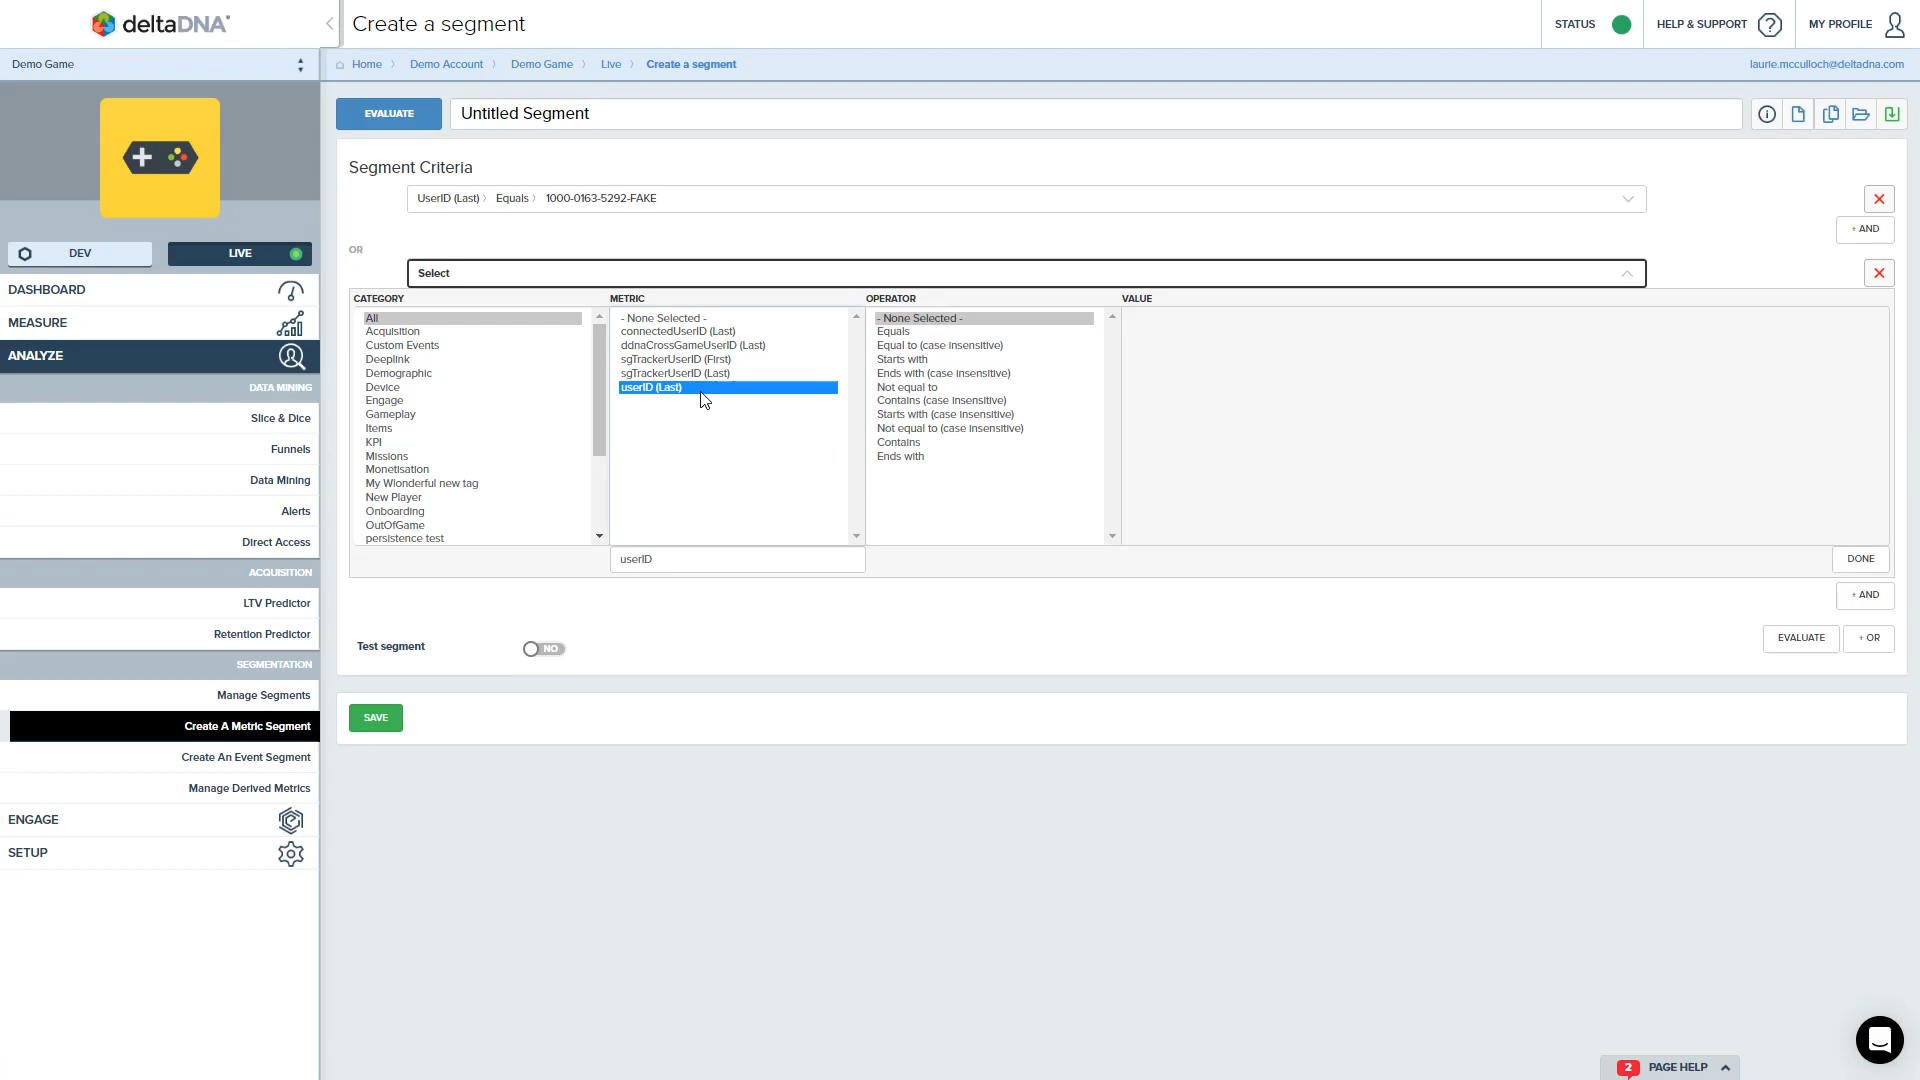 deltaDNA
Create a segment
STATUS
HELP & SUPPORT
?
MY PROFILE
Demo Game
Home
Demo Account
Demo Game
Live
Create a segment
laurie.mcculloch@deltadna.com
EVALUATE
Untitled Segment
Segment Criteria
UserID (Last) Equals 1000-0163-5292-FAKE
+ AND
OR
Select
DEV
LIVE
DASHBOARD
MEASURE
ANALYZE
DATA MINING
Slice & Dice
Funnels
Data Mining
Alerts
Direct Access
ACQUISITION
LTV Predictor
Retention Predictor
SEGMENTATION
Manage Segments
Create A Metric Segment
Create An Event Segment
Manage Derived Metrics
ENGAGE
SETUP
CATEGORY
All
Acquisition
Custom Events
Deeplink
Demographic
Device
Engage
Gameplay
Items
KPI
Missions
Monetisation
My Wlonderful new tag
New Player
Onboarding
OutOfGame
persistence test
METRIC
- None Selected -
connectedUserID (Last)
ddnaCrossGameUserID (Last)
sgTrackerUserID (First)
sgTrackerUserID (Last)
userID (Last)
userID
OPERATOR
- None Selected -
Equals
Equal to (case insensitive)
Starts with
Ends with (case insensitive)
Not equal to
Contains (case insensitive)
Starts with (case insensitive)
Not equal to (case insensitive)
Contains
Ends with
VALUE
DONE
+ AND
Test segment
NO
EVALUATE
+ OR
SAVE
2 PAGE HELP